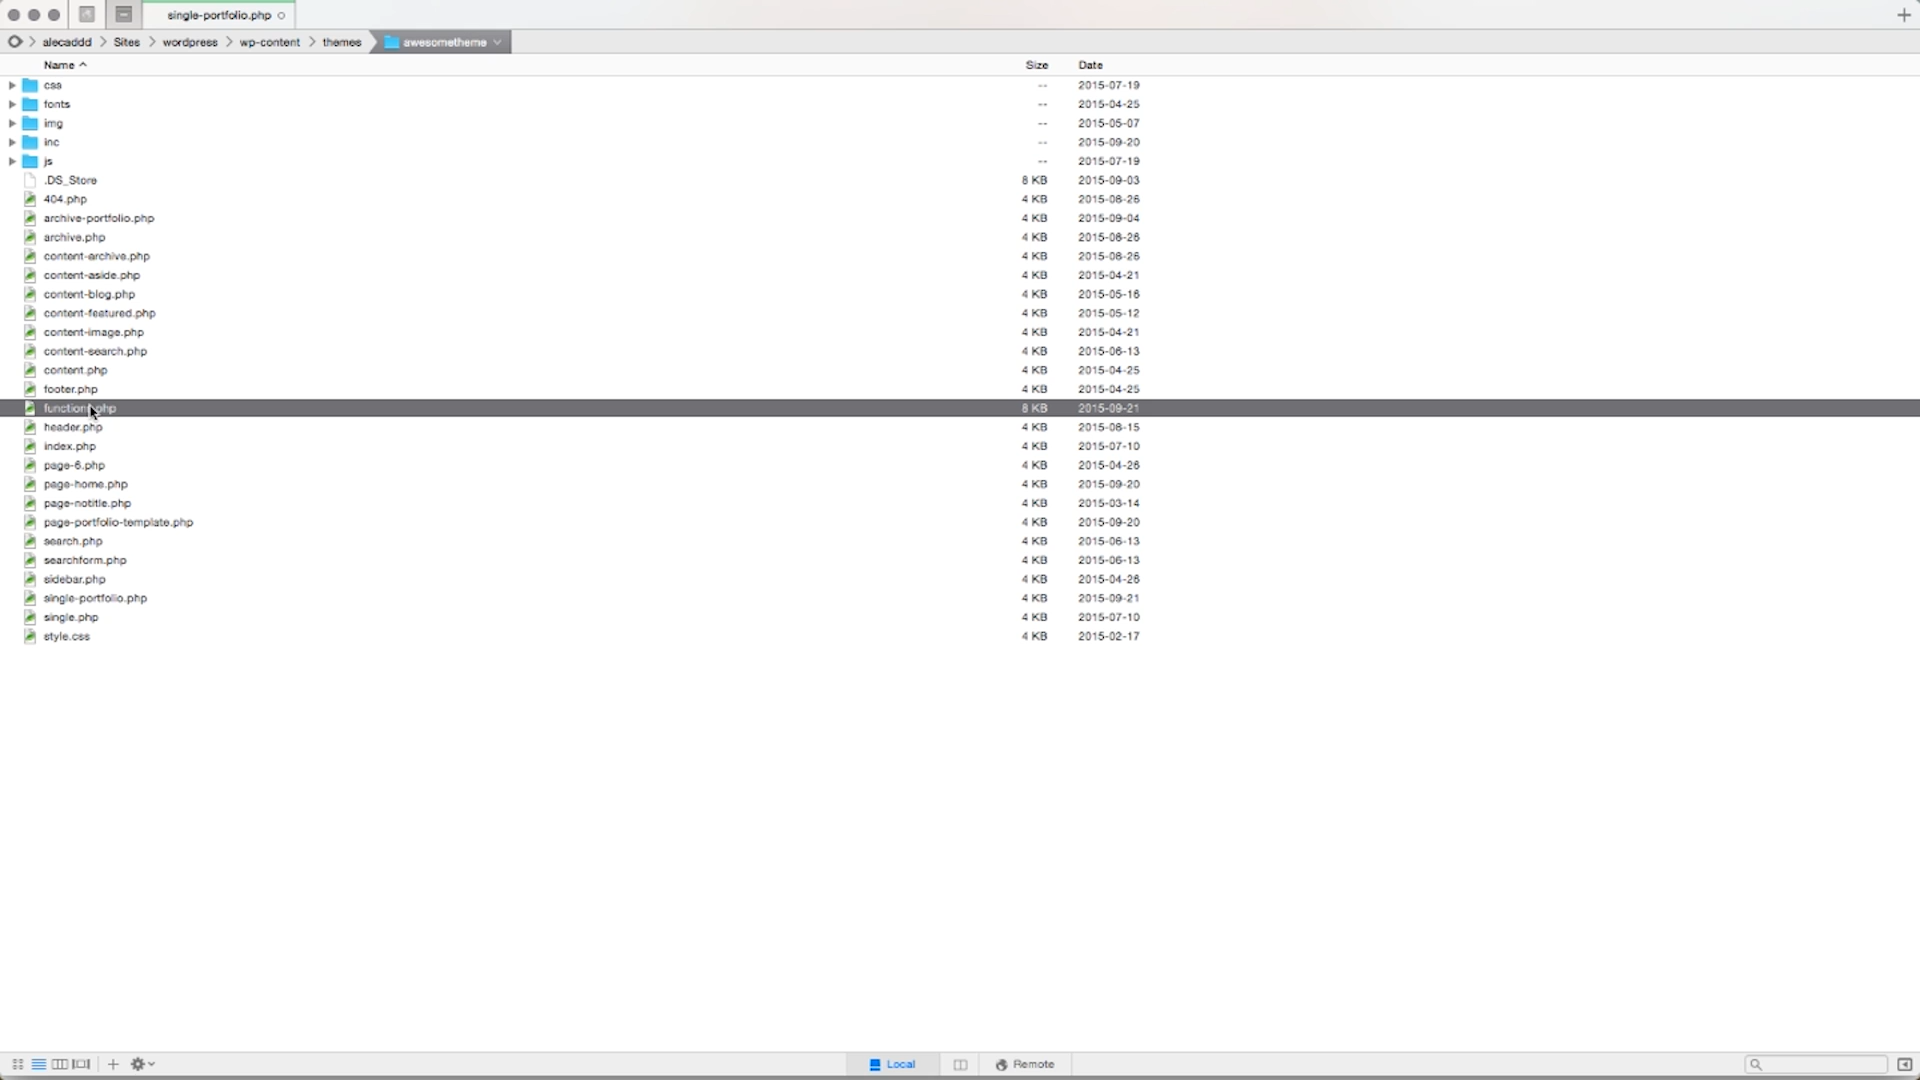 single-portfolio.php
alecaddd Sites wordpress wp-content themes awesometheme
Name Size Date
css -- 2015-07-19
fonts -- 2015-04-25
img -- 2015-05-07
inc -- 2015-09-20
js -- 2015-07-19
.DS_Store 8 KB 2015-09-03
404.php 4 KB 2015-08-26
archive-portfolio.php 4 KB 2015-09-04
archive.php 4 KB 2015-08-26
content-archive.php 4 KB 2015-08-26
content-aside.php 4 KB 2015-04-21
content-blog.php 4 KB 2015-05-16
content-featured.php 4 KB 2015-05-12
content-image.php 4 KB 2015-04-21
content-search.php 4 KB 2015-06-13
content.php 4 KB 2015-04-25
footer.php 4 KB 2015-04-25
functions.php 8 KB 2015-09-21
header.php 4 KB 2015-08-15
index.php 4 KB 2015-07-10
page-6.php 4 KB 2015-04-26
page-home.php 4 KB 2015-09-20
page-notitle.php 4 KB 2015-03-14
page-portfolio-template.php 4 KB 2015-09-20
search.php 4 KB 2015-06-13
searchform.php 4 KB 2015-06-13
sidebar.php 4 KB 2015-04-26
single-portfolio.php 4 KB 2015-09-21
single.php 4 KB 2015-07-10
style.css 4 KB 2015-02-17
Local Remote